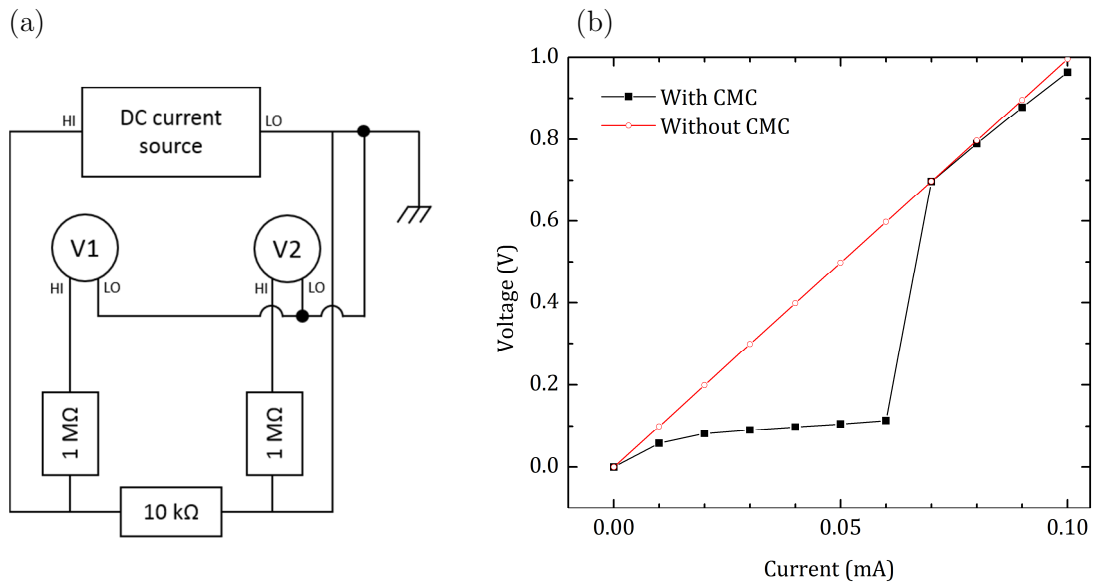 (a)
HI
DC current
source
LO
V1
V2
HI
LO
HI
LO
1 MΩ
1 MΩ
10 kΩ
(b)
With CMC
Without CMC
1.0
0.8
0.6
0.4
0.2
0.0
Voltage (V)
0.00
0.05
0.10
Current (mA)